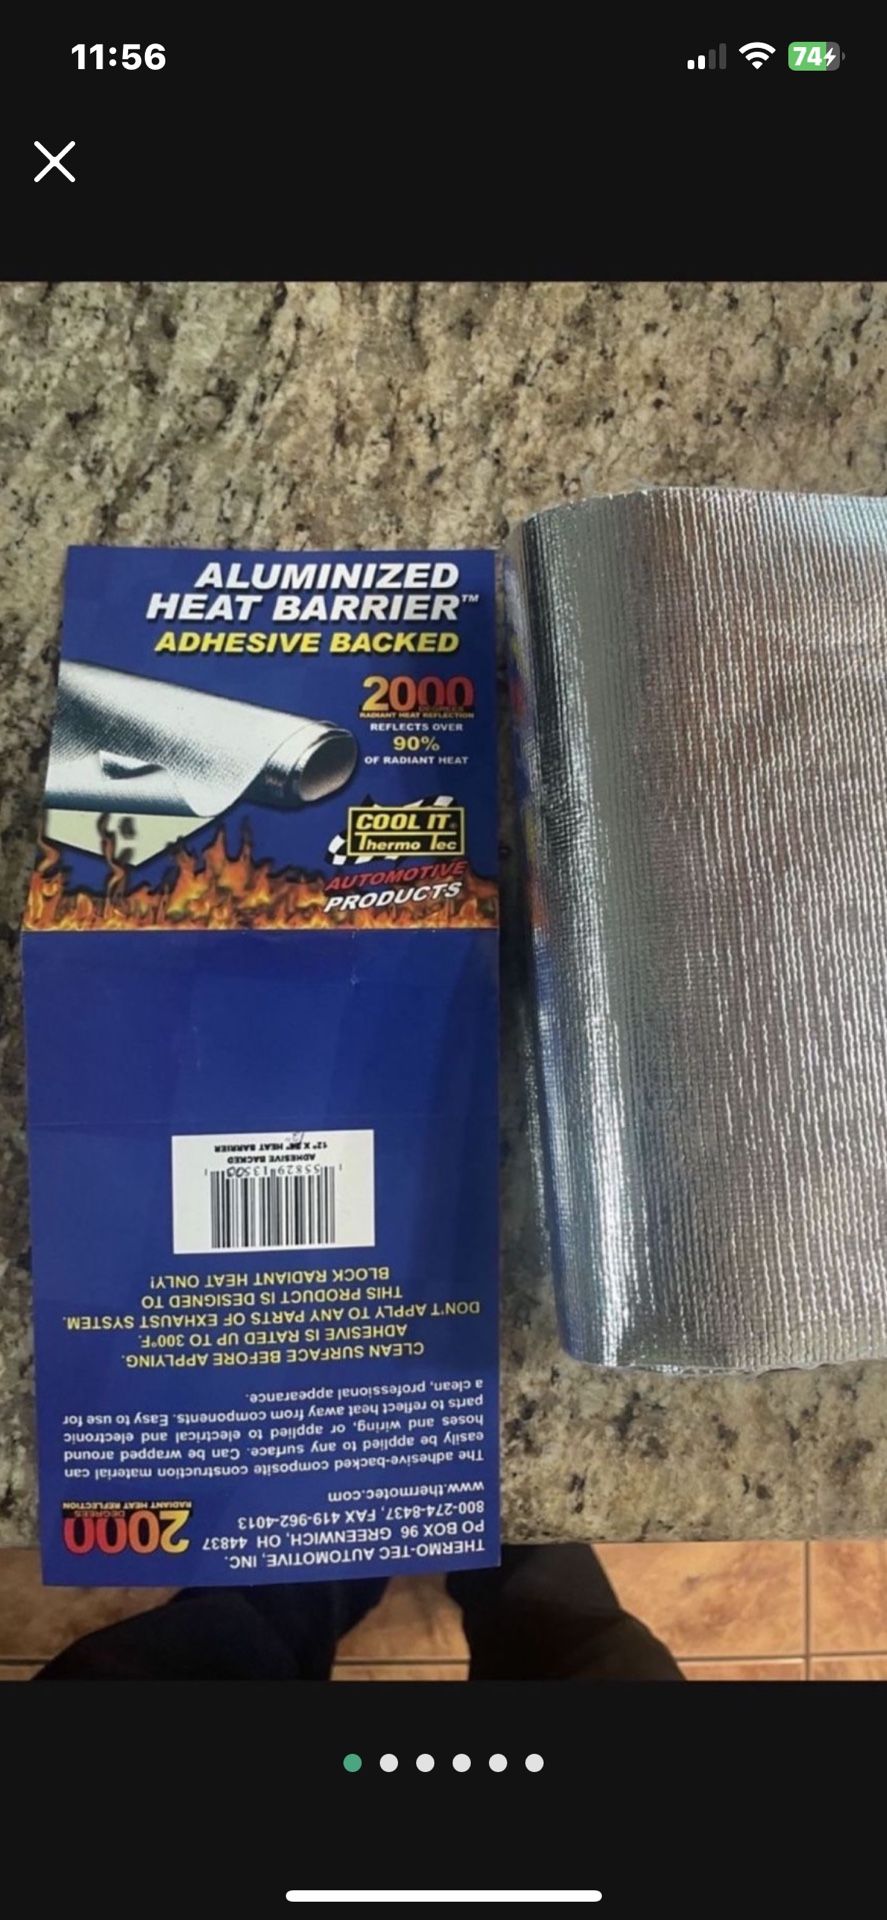 11:56
74
ALUMINIZED
HEAT BARRIER™
ADHESIVE BACKED
2000
DEGREES
RADIANT HEAT REFLECTION
REFLECTS OVER
90%
OF RADIANT HEAT
COOL IT®
Thermo Tec
AUTOMOTIVE
PRODUCTS
THERMO-TEC AUTOMOTIVE, INC.
PO BOX 96 GREENWICH, OH 44837
800-274-8437, FAX 419-962-4013
www.thermotec.com
2000
DEGREES
RADIANT HEAT REFLECTION
The adhesive-backed composite construction material can
easily be applied to any surface. Can be wrapped around
hoses and wiring, or applied to electrical and electronic
parts to reflect heat away from components. Easy to use for
a clean, professional appearance.
CLEAN SURFACE BEFORE APPLYING.
ADHESIVE IS RATED UP TO 300°F.
DON'T APPLY TO ANY PARTS OF EXHAUST SYSTEM.
THIS PRODUCT IS DESIGNED TO
BLOCK RADIANT HEAT ONLY!
ADHESIVE BACKED
12" X HEAT BARRIER